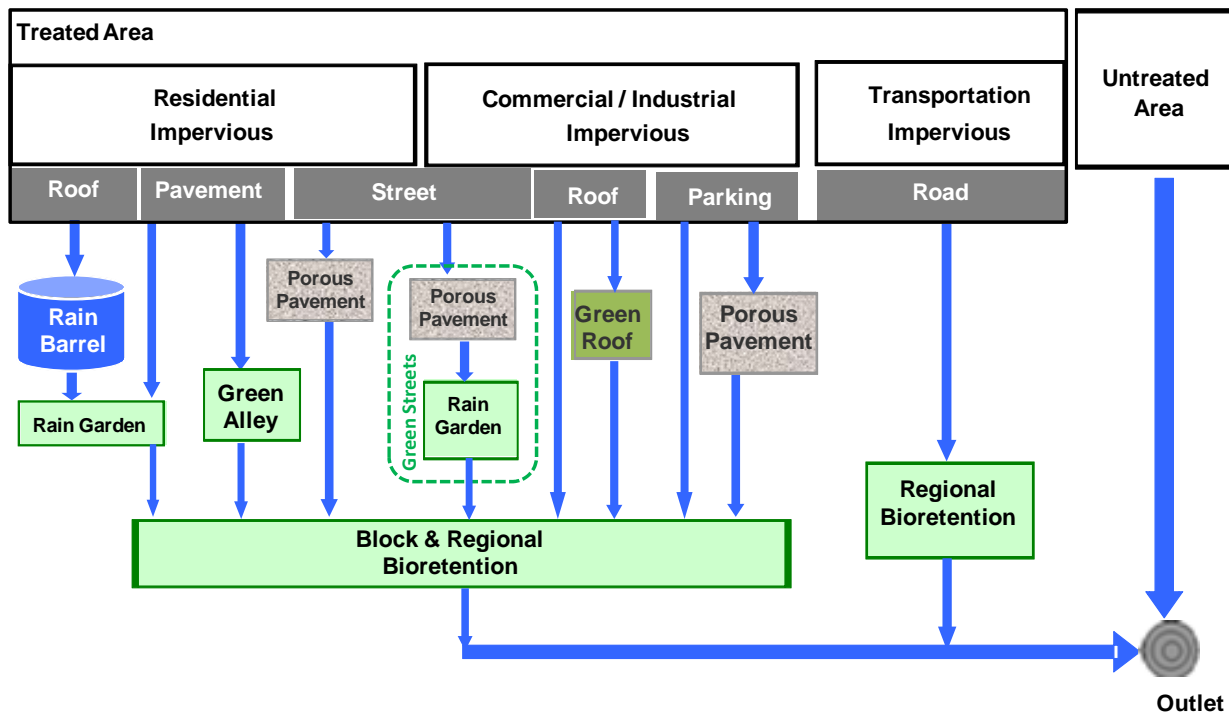 Treated Area
Residential
Impervious
Commercial / Industrial
Impervious
Transportation
Impervious
Untreated
Area
Roof
Pavement
Street
Roof
Parking
Road
Rain
Barrel
Porous
Pavement
Porous
Pavement
Green
Roof
Porous
Pavement
Rain Garden
Green
Alley
Green Streets
Rain
Garden
Regional
Bioretention
Block & Regional
Bioretention
Outlet